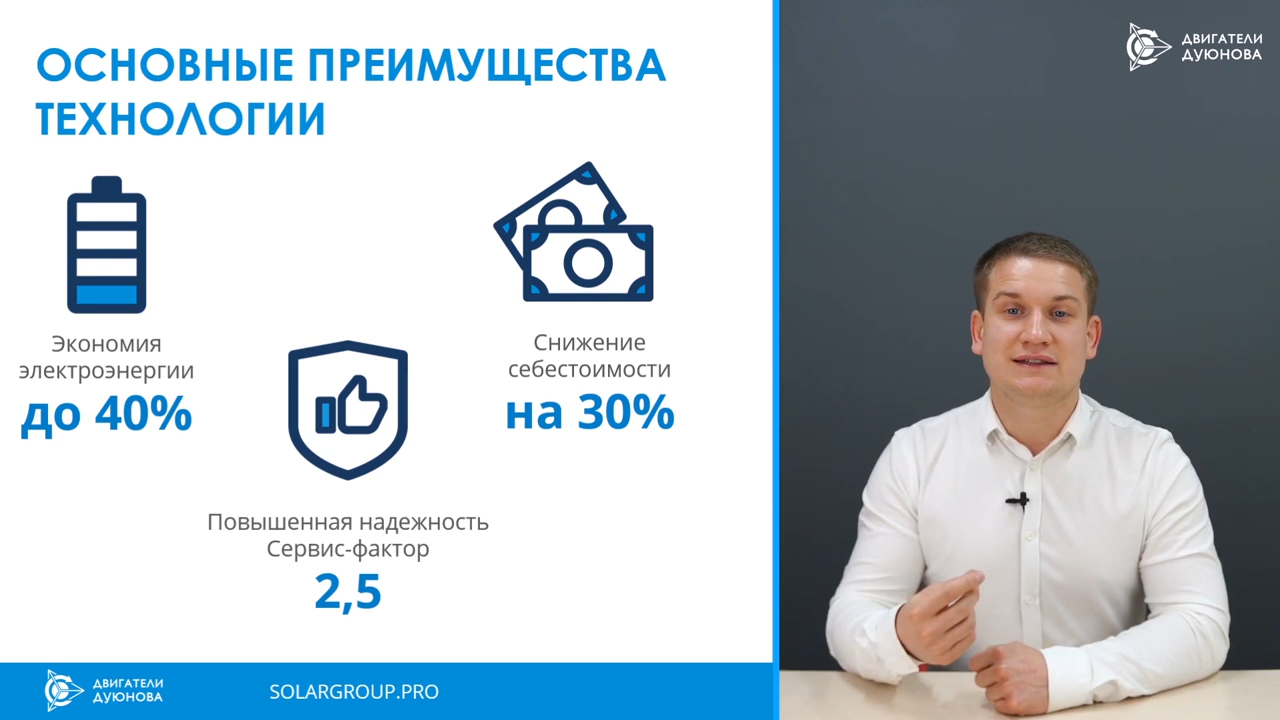 ОСНОВНЫЕ ПРЕИМУЩЕСТВА
ТЕХНОЛОГИИ
Экономия
электроэнергии
до 40%
Повышенная надежность
Сервис-фактор
2,5
Снижение
себестоимости
на 30%
ДВИГАТЕЛИ
ДУЮНОВА
SOLARGROUP.PRO
ДВИГАТЕЛИ
ДУЮНОВА